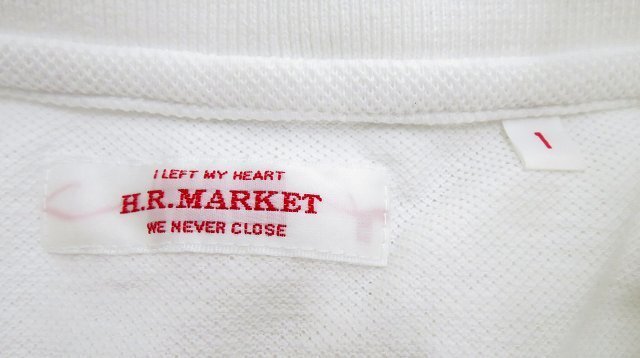 I LEFT MY HEART
H.R.MARKET
WE NEVER CLOSE
1